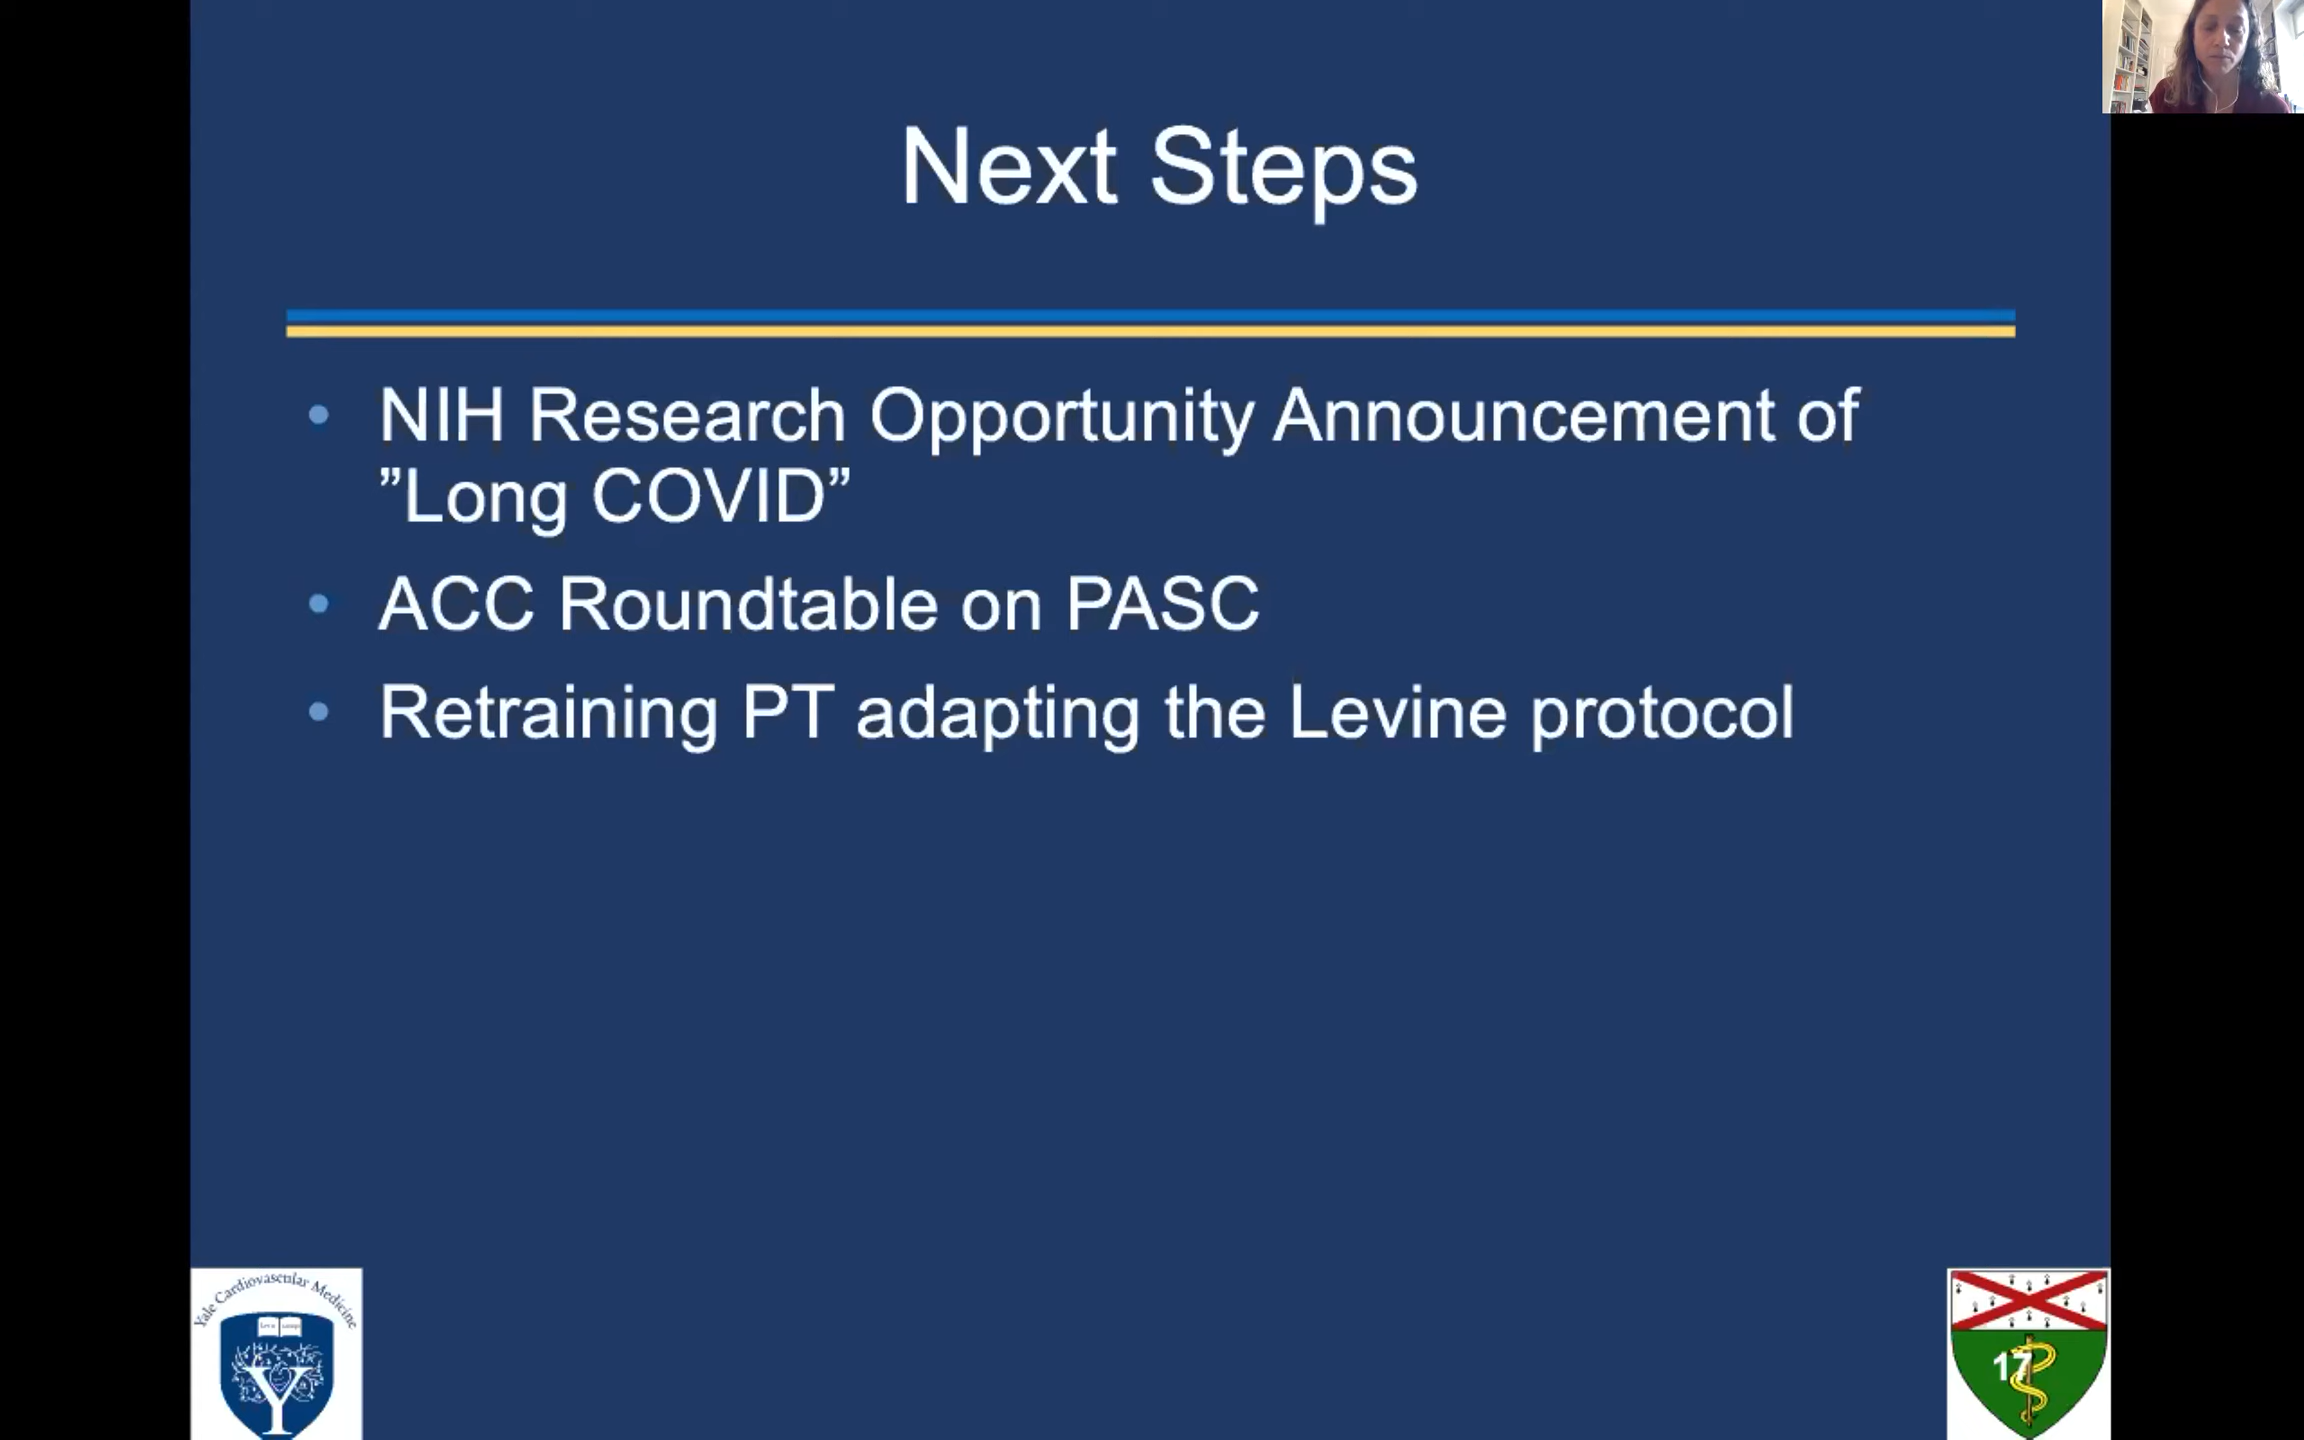 Next Steps
• NIH Research Opportunity Announcement of
”Long COVID”
• ACC Roundtable on PASC
• Retraining PT adapting the Levine protocol
Yale Cardiovascular Medicine
17